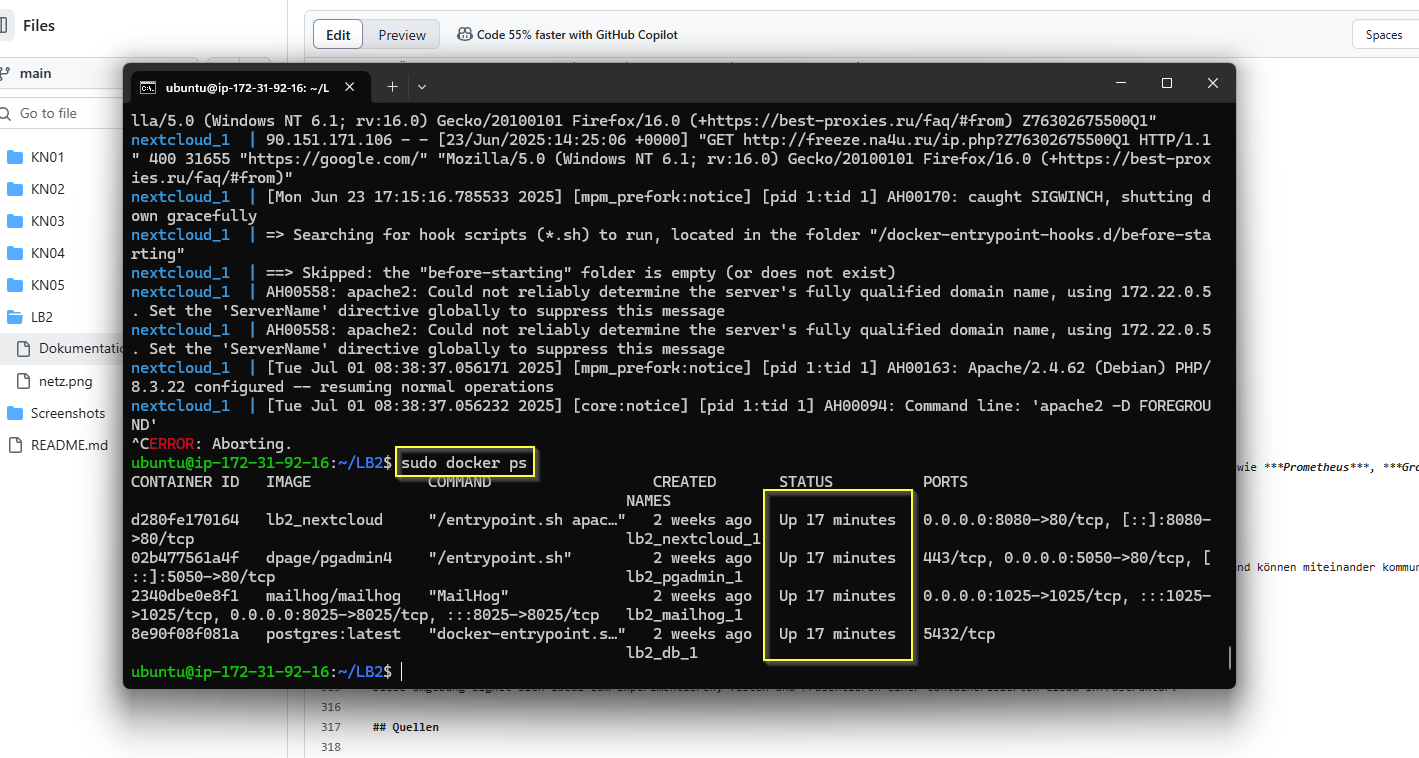 Files
Edit Preview Code 55% faster with GitHub Copilot Spaces
main
Go to file
KN01
KN02
KN03
KN04
KN05
LB2
Dokumentatio
netz.png
Screenshots
README.md
ubuntu@ip-172-31-92-16: ~/L
lla/5.0 (Windows NT 6.1; rv:16.0) Gecko/20100101 Firefox/16.0 (+https://best-proxies.ru/faq/#from) Z76302675500Q1"
nextcloud_1 | 90.151.171.106 - - [23/Jun/2025:14:25:06 +0000] "GET http://freeze.na4u.ru/ip.php?Z76302675500Q1 HTTP/1.1
" 400 31655 "https://google.com/" "Mozilla/5.0 (Windows NT 6.1; rv:16.0) Gecko/20100101 Firefox/16.0 (+https://best-prox
ies.ru/faq/#from)"
nextcloud_1 | [Mon Jun 23 17:15:16.785533 2025] [mpm_prefork:notice] [pid 1:tid 1] AH00170: caught SIGWINCH, shutting d
own gracefully
nextcloud_1 | => Searching for hook scripts (*.sh) to run, located in the folder "/docker-entrypoint-hooks.d/before-sta
rting"
nextcloud_1 | ==> Skipped: the "before-starting" folder is empty (or does not exist)
nextcloud_1 | AH00558: apache2: Could not reliably determine the server's fully qualified domain name, using 172.22.0.5
. Set the 'ServerName' directive globally to suppress this message
nextcloud_1 | AH00558: apache2: Could not reliably determine the server's fully qualified domain name, using 172.22.0.5
. Set the 'ServerName' directive globally to suppress this message
nextcloud_1 | [Tue Jul 01 08:38:37.056171 2025] [mpm_prefork:notice] [pid 1:tid 1] AH00163: Apache/2.4.62 (Debian) PHP/
8.3.22 configured -- resuming normal operations
nextcloud_1 | [Tue Jul 01 08:38:37.056232 2025] [core:notice] [pid 1:tid 1] AH00094: Command line: 'apache2 -D FOREGROU
ND'
^CERROR: Aborting.
ubuntu@ip-172-31-92-16:~/LB2$ sudo docker ps
CONTAINER ID IMAGE COMMAND CREATED STATUS PORTS
NAMES
d280fe170164 lb2_nextcloud "/entrypoint.sh apac…" 2 weeks ago Up 17 minutes 0.0.0.0:8080->80/tcp, [::]:8080-
>80/tcp lb2_nextcloud_1
02b477561a4f dpage/pgadmin4 "/entrypoint.sh" 2 weeks ago Up 17 minutes 443/tcp, 0.0.0.0:5050->80/tcp, [
::]:5050->80/tcp lb2_pgadmin_1
2340dbe0e8f1 mailhog/mailhog "MailHog" 2 weeks ago Up 17 minutes 0.0.0.0:1025->1025/tcp, :::1025-
>1025/tcp, 0.0.0.0:8025->8025/tcp, :::8025->8025/tcp lb2_mailhog_1
8e90f08f081a postgres:latest "docker-entrypoint.s…" 2 weeks ago Up 17 minutes 5432/tcp
lb2_db_1
ubuntu@ip-172-31-92-16:~/LB2$
wie ***Prometheus***, ***Gra
und können miteinander kommun
316
317 ## Quellen
318